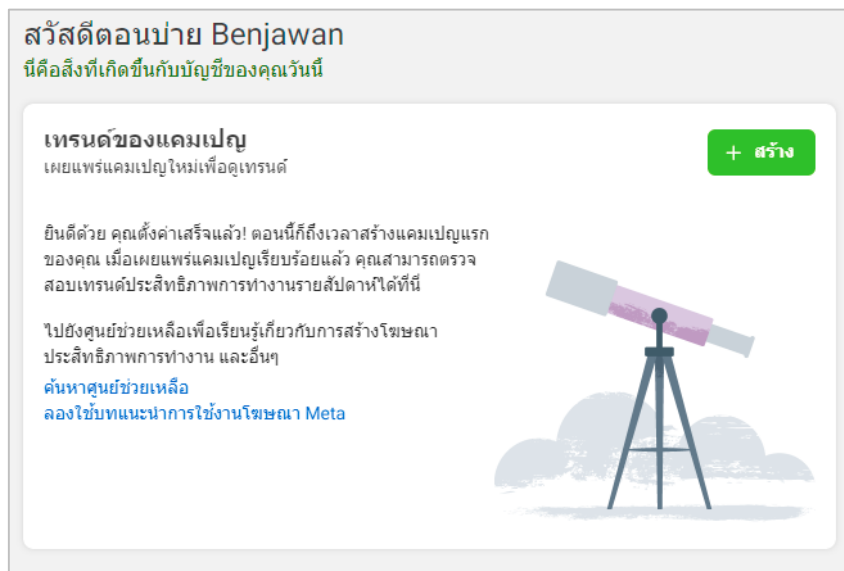 สวัสดีตอนบ่าย Benjawan
นี่คือสิ่งที่เกิดขึ้นกับบัญชีของคุณวันนี้
เทรนด์ของแคมเปญ
เผยแพร่แคมเปญใหม่เพื่อดูเทรนด์
+ สร้าง
ยินดีด้วย คุณตั้งค่าเสร็จแล้ว! ตอนนี้ก็ถึงเวลาสร้างแคมเปญแรก
ของคุณ เมื่อเผยแพร่แคมเปญเรียบร้อยแล้ว คุณสามารถตรวจ
สอบเทรนด์ประสิทธิภาพการทำงานรายสัปดาห์ได้ที่นี่
ไปยังศูนย์ช่วยเหลือเพื่อเรียนรู้เกี่ยวกับการสร้างโฆษณา
ประสิทธิภาพการทำงาน และอื่นๆ
ค้นหาศูนย์ช่วยเหลือ
ลองใช้บทแนะนำการใช้งานโฆษณา Meta